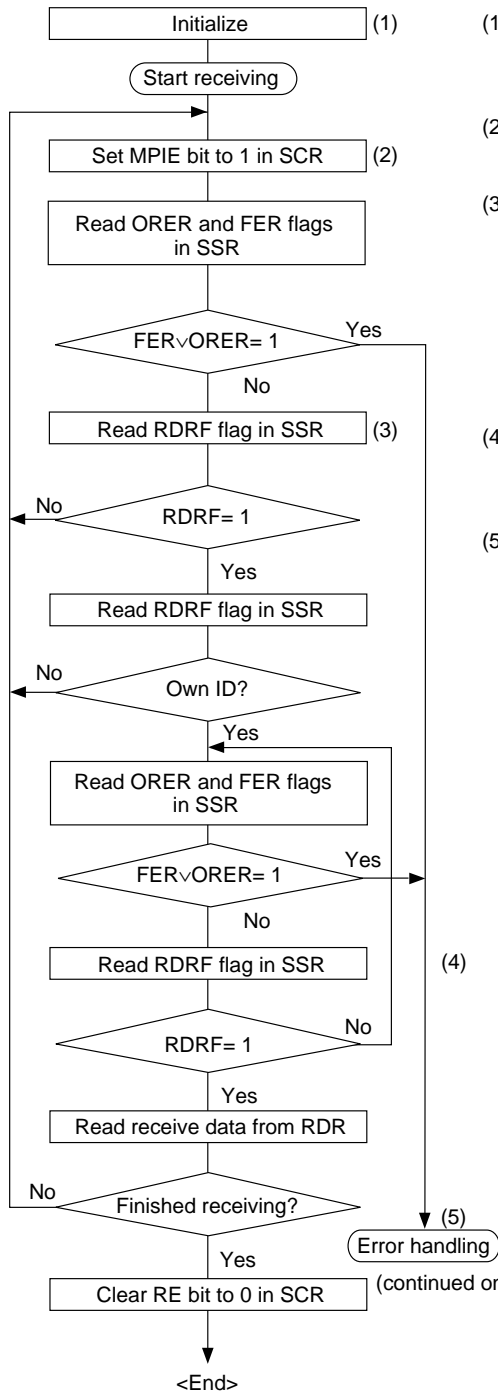 Initialize
(1)
(1
Start receiving
(2
Set MPIE bit to 1 in SCR
(2)
(3
Read ORER and FER flags
in SSR
FER∨ORER= 1
Yes
No
Read RDRF flag in SSR
(3)
(4
No
RDRF= 1
(5
Yes
Read RDRF flag in SSR
No
Own ID?
Yes
Read ORER and FER flags
in SSR
FER∨ORER= 1
Yes
No
Read RDRF flag in SSR
(4)
RDRF= 1
No
Yes
Read receive data from RDR
No
Finished receiving?
(5)
Error handling
Yes
Clear RE bit to 0 in SCR
(continued or
<End>